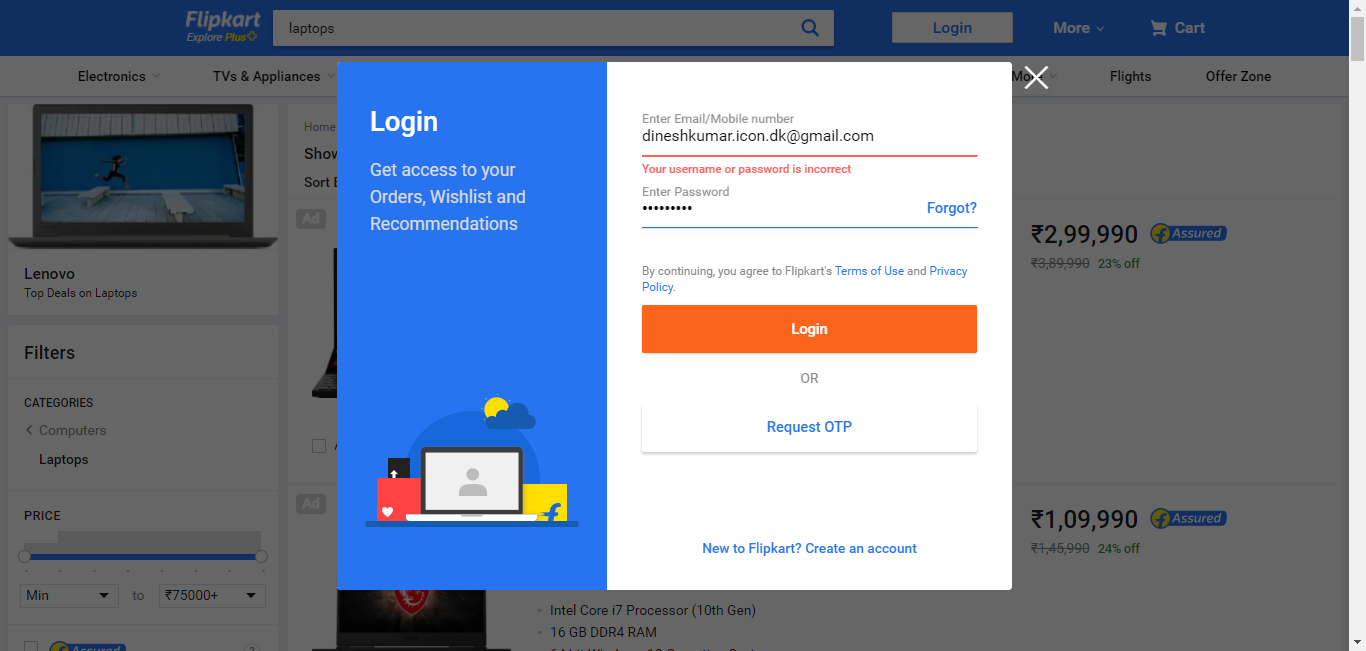 Flipkart
Explore Plus
laptops
Login
More
Cart
Electronics
TVs & Appliances
More
Flights
Offer Zone
Login
Get access to your
Orders, Wishlist and
Recommendations
Enter Email/Mobile number
dineshkumar.icon.dk@gmail.com
Your username or password is incorrect
Enter Password
•••••••••
Forgot?
By continuing, you agree to Flipkart's Terms of Use and Privacy
Policy.
Login
OR
Request OTP
New to Flipkart? Create an account
Lenovo
Top Deals on Laptops
Filters
CATEGORIES
Computers
Laptops
PRICE
Min
to
₹75000+
Assured
?
Home
Show
Sort
Ad
₹2,99,990
Assured
₹3,89,990 23% off
Ad
₹1,09,990
Assured
₹1,45,990 24% off
Intel Core i7 Processor (10th Gen)
16 GB DDR4 RAM